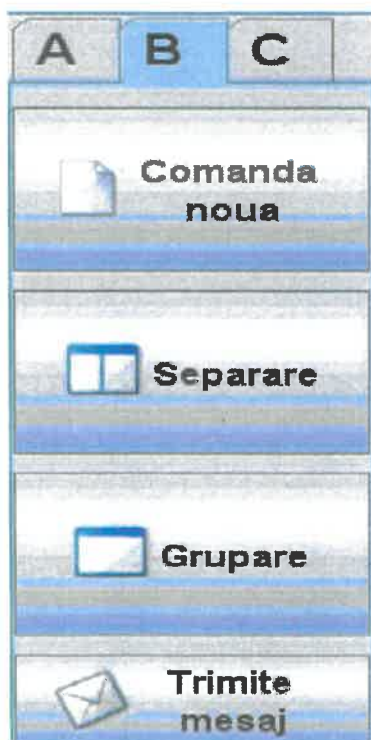 A B C
Comanda
noua
Separare
Grupare
Trimite
mesaj